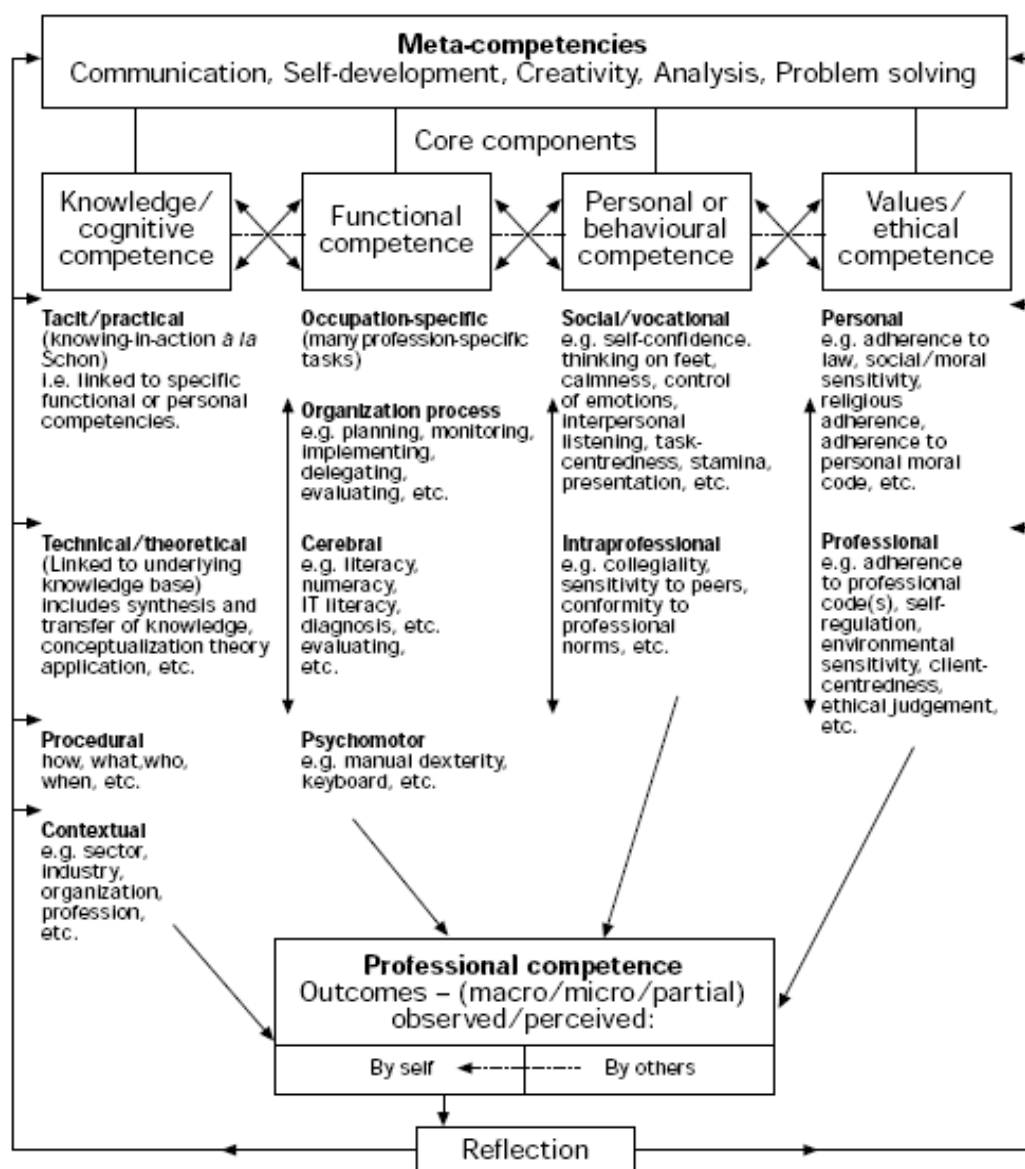 Meta-competencies
Communication, Self-development, Creativity, Analysis, Problem solving
Core components
Knowledge/
cognitive
competence
Functional
competence
Personal or
behavioural
competence
Values/
ethical
competence
Tacit/practical
(knowing-in-action à la
Schon)
i.e. linked to specific
functional or personal
competencies.
Technical/theoretical
(Linked to underlying
knowledge base)
includes synthesis and
transfer of knowledge,
conceptualization theory
application, etc.
Procedural
how, what,who,
when, etc.
Contextual
e.g. sector,
industry,
organization,
profession,
etc.
Occupation-specific
(many profession-specific
tasks)
Organization process
e.g. planning, monitoring,
implementing,
delegating,
evaluating, etc.
Cerebral
e.g. literacy,
numeracy,
IT literacy,
diagnosis, etc.
evaluating,
etc.
Psychomotor
e.g. manual dexterity,
keyboard, etc.
Social/vocational
e.g. self-confidence.
thinking on feet,
calmness, control
of emotions,
interpersonal
listening, task-
centredness, stamina,
presentation, etc.
Intraprofessional
e.g. collegiality,
sensitivity to peers,
conformity to
professional
norms, etc.
Personal
e.g. adherence to
law, social/moral
sensitivity,
religious
adherence,
adherence to
personal moral
code, etc.
Professional
e.g. adherence
to professional
code(s), self-
regulation,
environmental
sensitivity, client-
centredness,
ethical judgement,
etc.
Professional competence
Outcomes – (macro/micro/partial)
observed/perceived:
By self
By others
Reflection